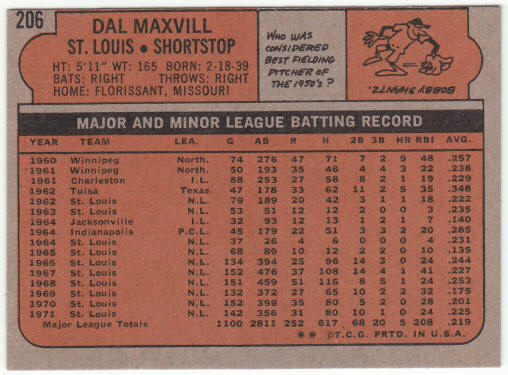 206
DAL MAXVILL
ST. LOUIS • SHORTSTOP
HT: 5'11" WT: 165 BORN: 2-18-39
BATS: RIGHT THROWS: RIGHT
HOME: FLORISSANT, MISSOURI
WHO WAS
CONSIDERED
BEST FIELDING
PITCHER OF
THE 1950's?
BOBBY SHANTZ.
MAJOR AND MINOR LEAGUE BATTING RECORD
YEAR TEAM LEA. G AB R H 2B 3B HR RBI AVG.
1960 Winnipeg North. 74 276 47 71 7 2 9 48 .257
1961 Winnipeg North. 50 193 35 46 4 4 3 22 .238
1961 Charleston I.L. 88 253 27 58 8 2 1 19 .229
1962 Tulsa Texas 47 178 33 62 11 2 5 35 .348
1962 St. Louis N.L. 79 189 20 42 3 1 1 18 .222
1963 St. Louis N.L. 53 51 12 12 2 0 0 3 .235
1964 Jacksonville I.L. 32 93 12 13 1 2 1 7 .140
1964 Indianapolis P.C.L. 45 179 22 51 3 3 2 20 .285
1964 St. Louis N.L. 37 26 4 6 0 0 0 4 .231
1965 St. Louis N.L. 68 89 10 12 2 2 0 10 .135
1966 St. Louis N.L. 134 394 25 96 14 3 0 24 .244
1967 St. Louis N.L. 152 476 37 108 14 4 1 41 .227
1968 St. Louis N.L. 151 459 51 116 8 5 1 24 .253
1969 St. Louis N.L. 132 372 27 65 10 2 2 32 .175
1970 St. Louis N.L. 152 399 35 80 5 2 0 28 .201
1971 St. Louis N.L. 142 356 31 80 10 1 0 24 .225
Major League Totals 1100 2811 252 617 68 20 5 208 .219
** ©T.C.G. PRTD. IN U.S.A.